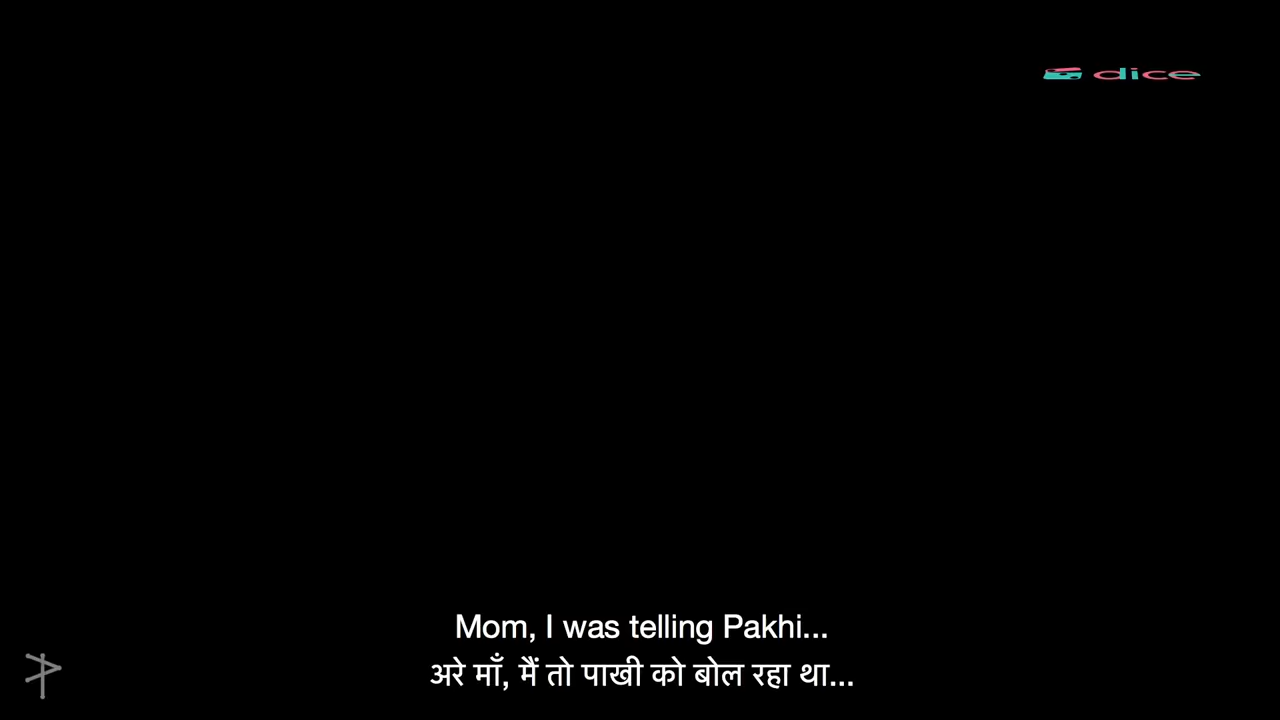 dice
Mom, I was telling Pakhi...
अरे माँ, मैं तो पाखी को बोल रहा था...